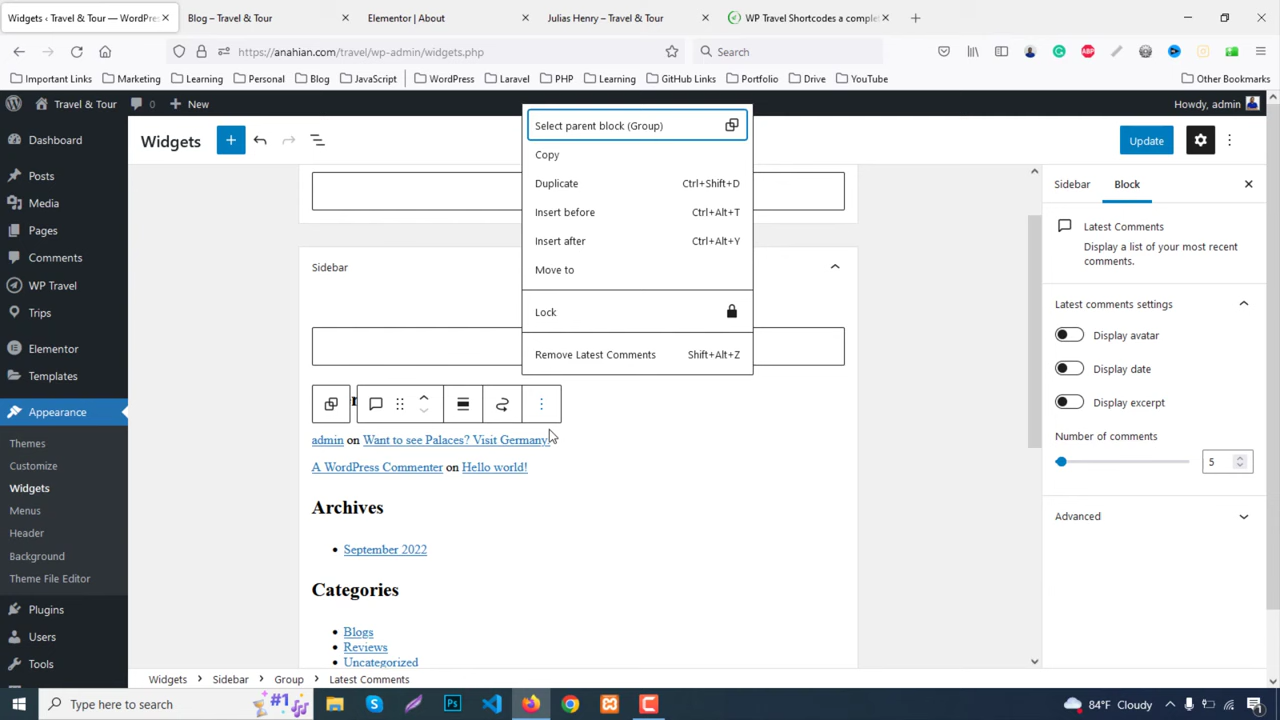 Widgets ‹ Travel & Tour — WordPres
Blog – Travel & Tour
Elementor | About
Julias Henry – Travel & Tour
WP Travel Shortcodes a complet
https://anahian.com/travel/wp-admin/widgets.php
Search
Important Links
Marketing
Learning
Personal
Blog
JavaScript
WordPress
Laravel
PHP
Learning
GitHub Links
Portfolio
Drive
YouTube
Other Bookmarks
Travel & Tour
0
New
Howdy, admin
Dashboard
Posts
Media
Pages
Comments
WP Travel
Trips
Elementor
Templates
Appearance
Themes
Customize
Widgets
Menus
Header
Background
Theme File Editor
Plugins
Users
Tools
Widgets
Update
Select parent block (Group)
Copy
Duplicate Ctrl+Shift+D
Insert before Ctrl+Alt+T
Insert after Ctrl+Alt+Y
Move to
Lock
Remove Latest Comments Shift+Alt+Z
Sidebar
admin on Want to see Palaces? Visit Germany.
A WordPress Commenter on Hello world!
Archives
September 2022
Categories
Blogs
Reviews
Uncategorized
Sidebar
Block
Latest Comments
Display a list of your most recent
comments.
Latest comments settings
Display avatar
Display date
Display excerpt
Number of comments
5
Advanced
Widgets
Sidebar
Group
Latest Comments
Type here to search
#1
84°F Cloudy